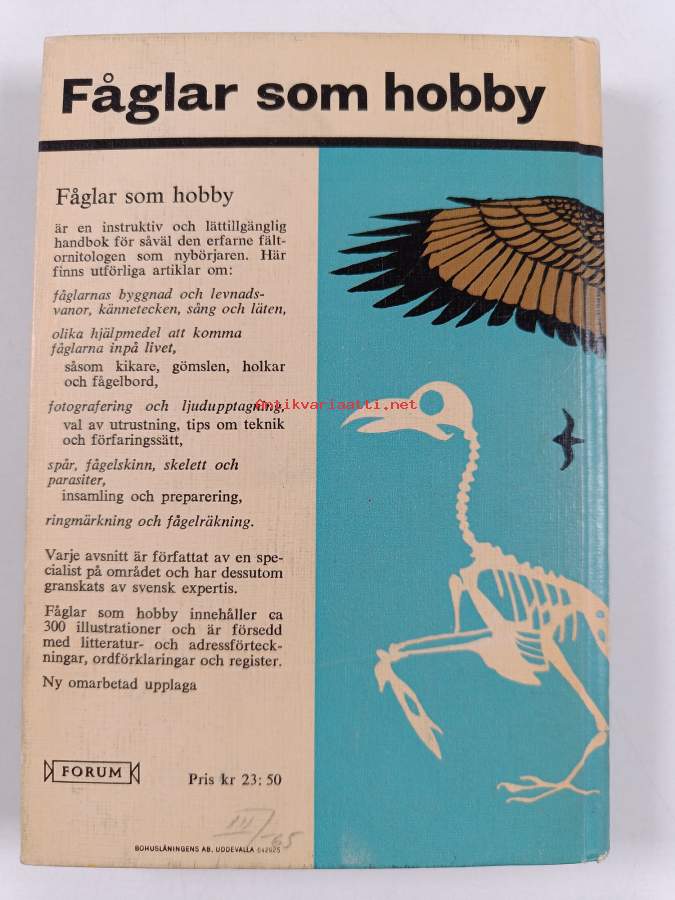 Fåglar som hobby
Fåglar som hobby
är en instruktiv och lättillgänglig
handbok för såväl den erfarne fält-
ornitologen som nybörjaren. Här
finns utförliga artiklar om:
fåglarnas byggnad och levnads-
vanor, kännetecken, sång och läten,
olika hjälpmedel att komma
fåglarna inpå livet,
såsom kikare, gömslen, holkar
och fågelbord,
fotografering och ljudupptagning,
Antikvariaatti.net
val av utrustning, tips om teknik
och förfaringssätt,
spår, fågelskinn, skelett och
parasiter,
insamling och preparering,
ringmärkning och fågelräkning.
Varje avsnitt är författat av en spe-
cialist på området och har dessutom
granskats av svensk expertis.
Fåglar som hobby innehåller ca
300 illustrationer och är försedd
med litteratur- och adressförteck-
ningar, ordförklaringar och register.
Ny omarbetad upplaga
FORUM
Pris kr 23:50
III/-65
BOHUSLÄNINGENS AB, UDDEVALLA